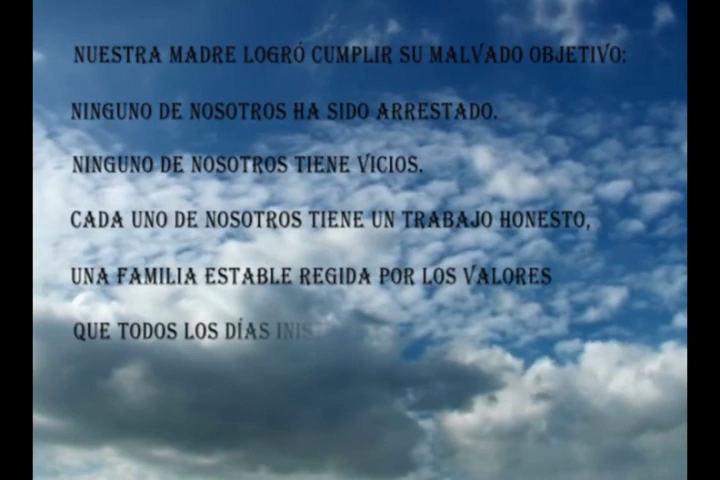 NUESTRA MADRE LOGRÓ CUMPLIR SU MALVADO OBJETIVO:
NINGUNO DE NOSOTROS HA SIDO ARRESTADO.
NINGUNO DE NOSOTROS TIENE VICIOS.
CADA UNO DE NOSOTROS TIENE UN TRABAJO HONESTO,
UNA FAMILIA ESTABLE REGIDA POR LOS VALORES
QUE TODOS LOS DÍAS